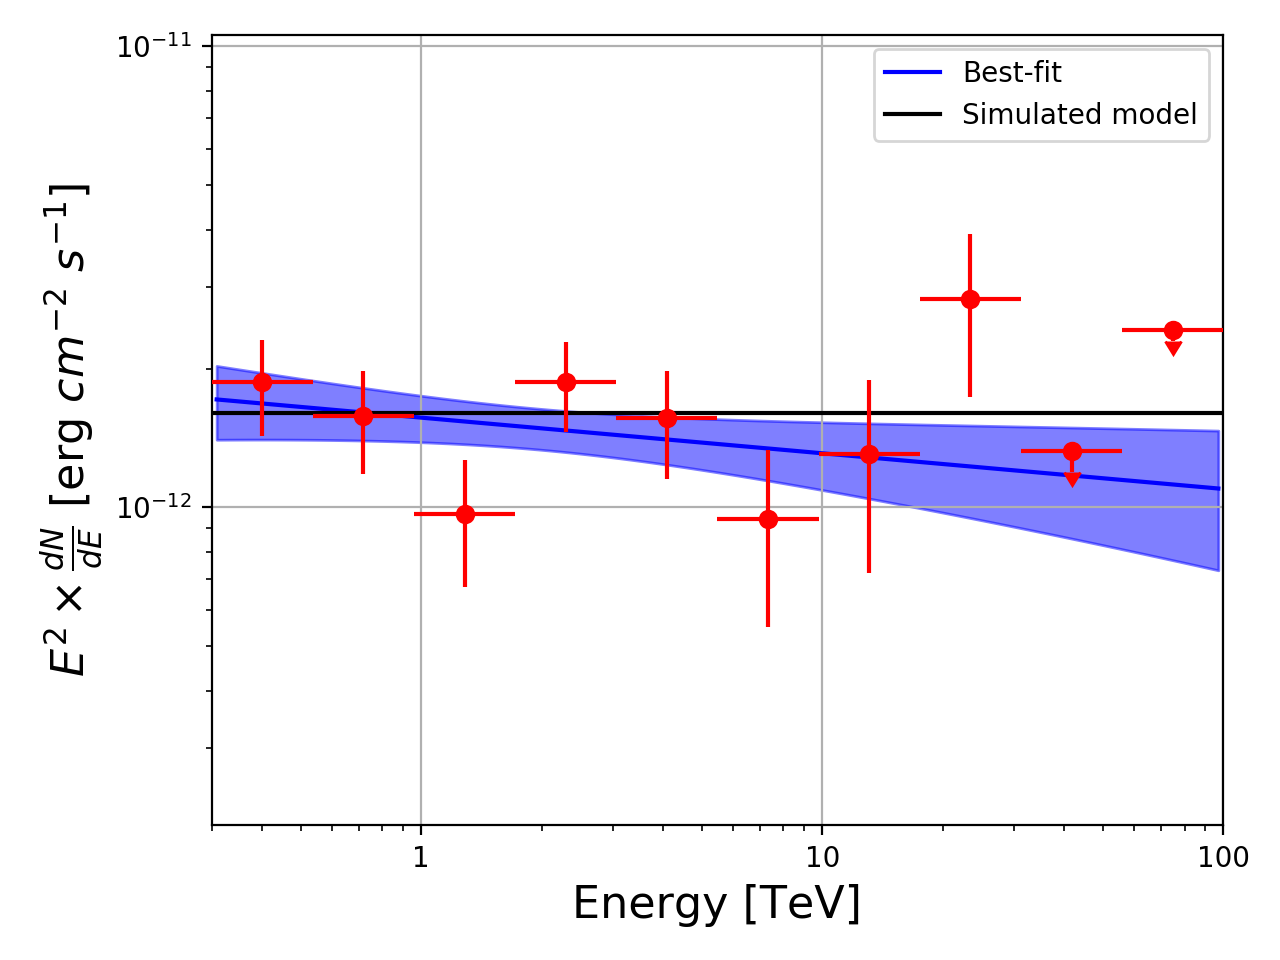 10⁻¹¹
Best-fit
Simulated model
E² × dN/dE [erg cm⁻² s⁻¹]
10⁻¹²
1
10
100
Energy [TeV]